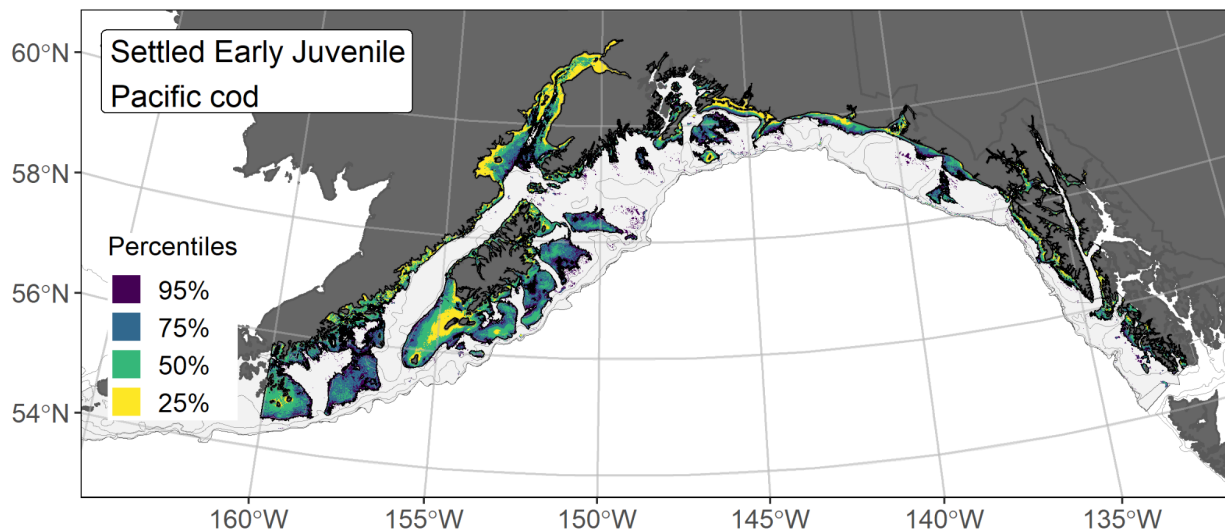 Settled Early Juvenile
Pacific cod
60°N
58°N
56°N
54°N
Percentiles
95%
75%
50%
25%
160°W
155°W
150°W
145°W
140°W
135°W